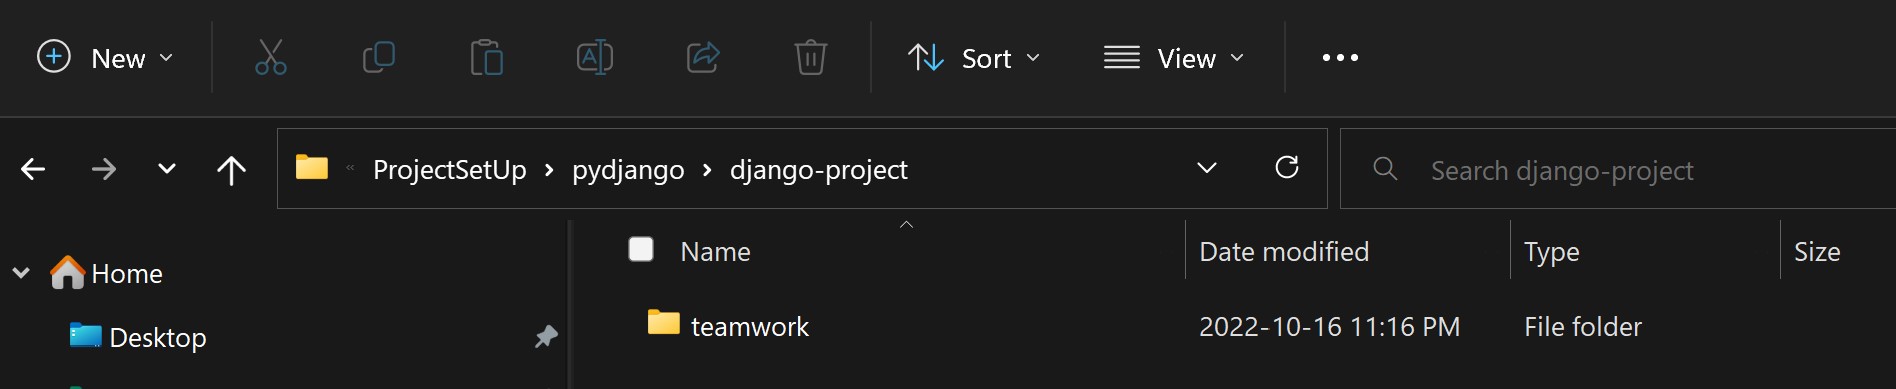 New Sort View •••
« ProjectSetUp › pydjango › django-project Search django-project
Name Date modified Type Size
Home
teamwork 2022-10-16 11:16 PM File folder
Desktop